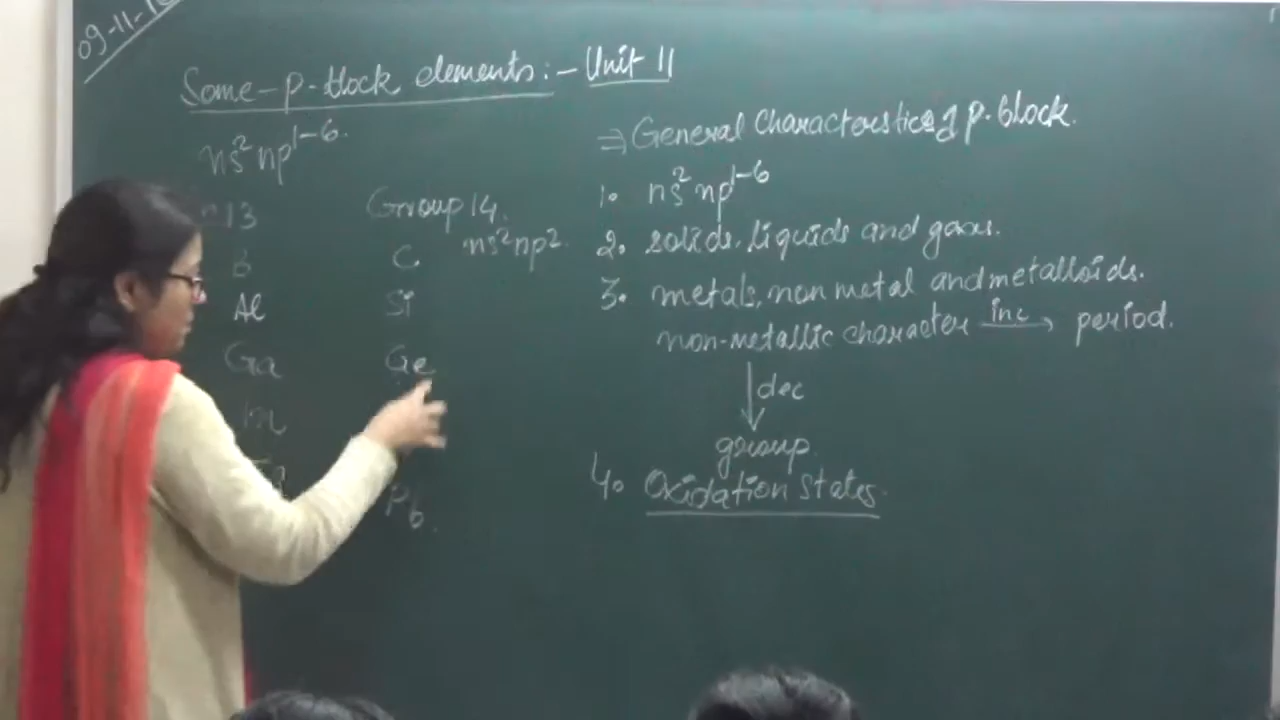 09-11-
Some-p-block elements:- Unit 11
ns² np¹⁻⁶.
13
B
Al
Ga
In
Group 14.
ns²np².
C
Si
Ge
Pb.
⇒ General Characterstics of p-block.
1. ns² np¹⁻⁶
2. solids, liquids and gases.
3. metals, non metal and metalloids.
non-metallic character inc → period.
↓ dec
group.
4. Oxidation States.